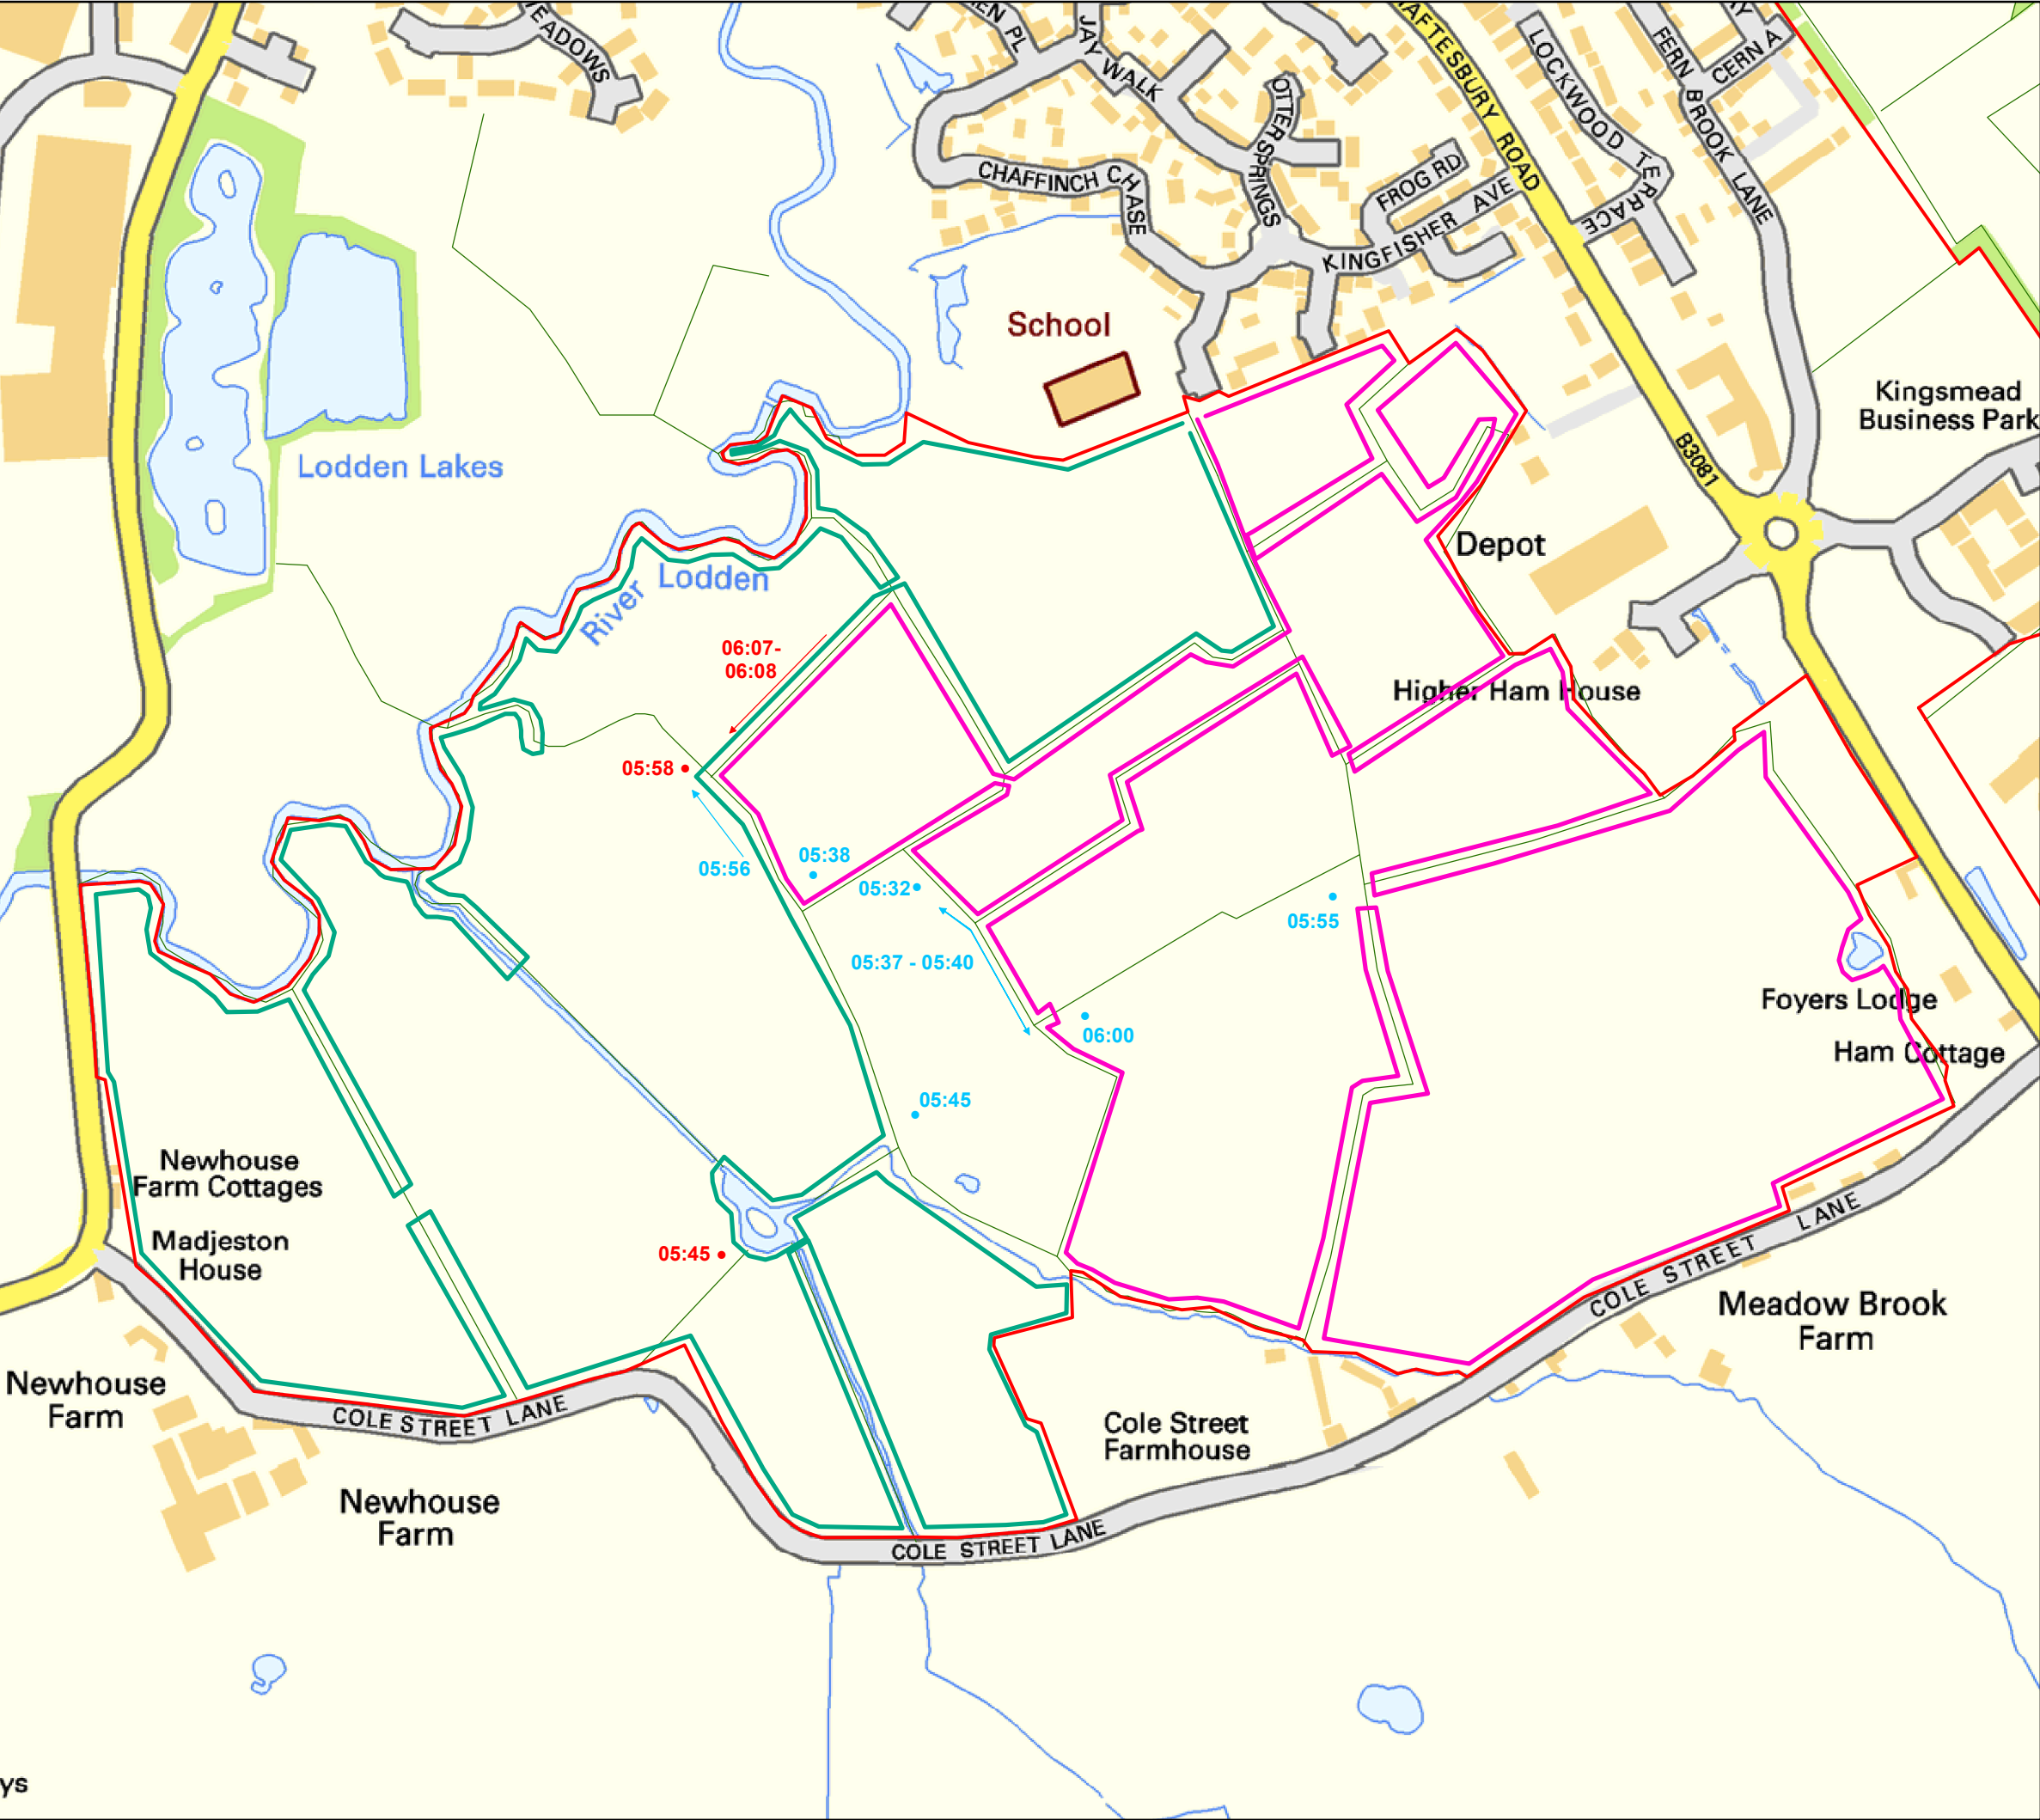 JAY WALK
AFTESBURY ROAD
LOCKWOOD TERRACE
FERN BROOK LANE
CERN A
OTTER SPRINGS
CHAFFINCH CHASE
FROG RD
KINGFISHER AVE
School
Kingsmead
Business Park
B3081
Lodden Lakes
Depot
River Lodden
06:07-
06:08
Higher Ham House
05:58
05:56
05:38
05:32
05:55
05:37 - 05:40
Foyers Lodge
06:00
Ham Cottage
05:45
Newhouse
Farm Cottages
Madjeston
House
05:45
COLE STREET LANE
Meadow Brook
Farm
Newhouse
Farm
COLE STREET LANE
Cole Street
Farmhouse
Newhouse
Farm
COLE STREET LANE
ys